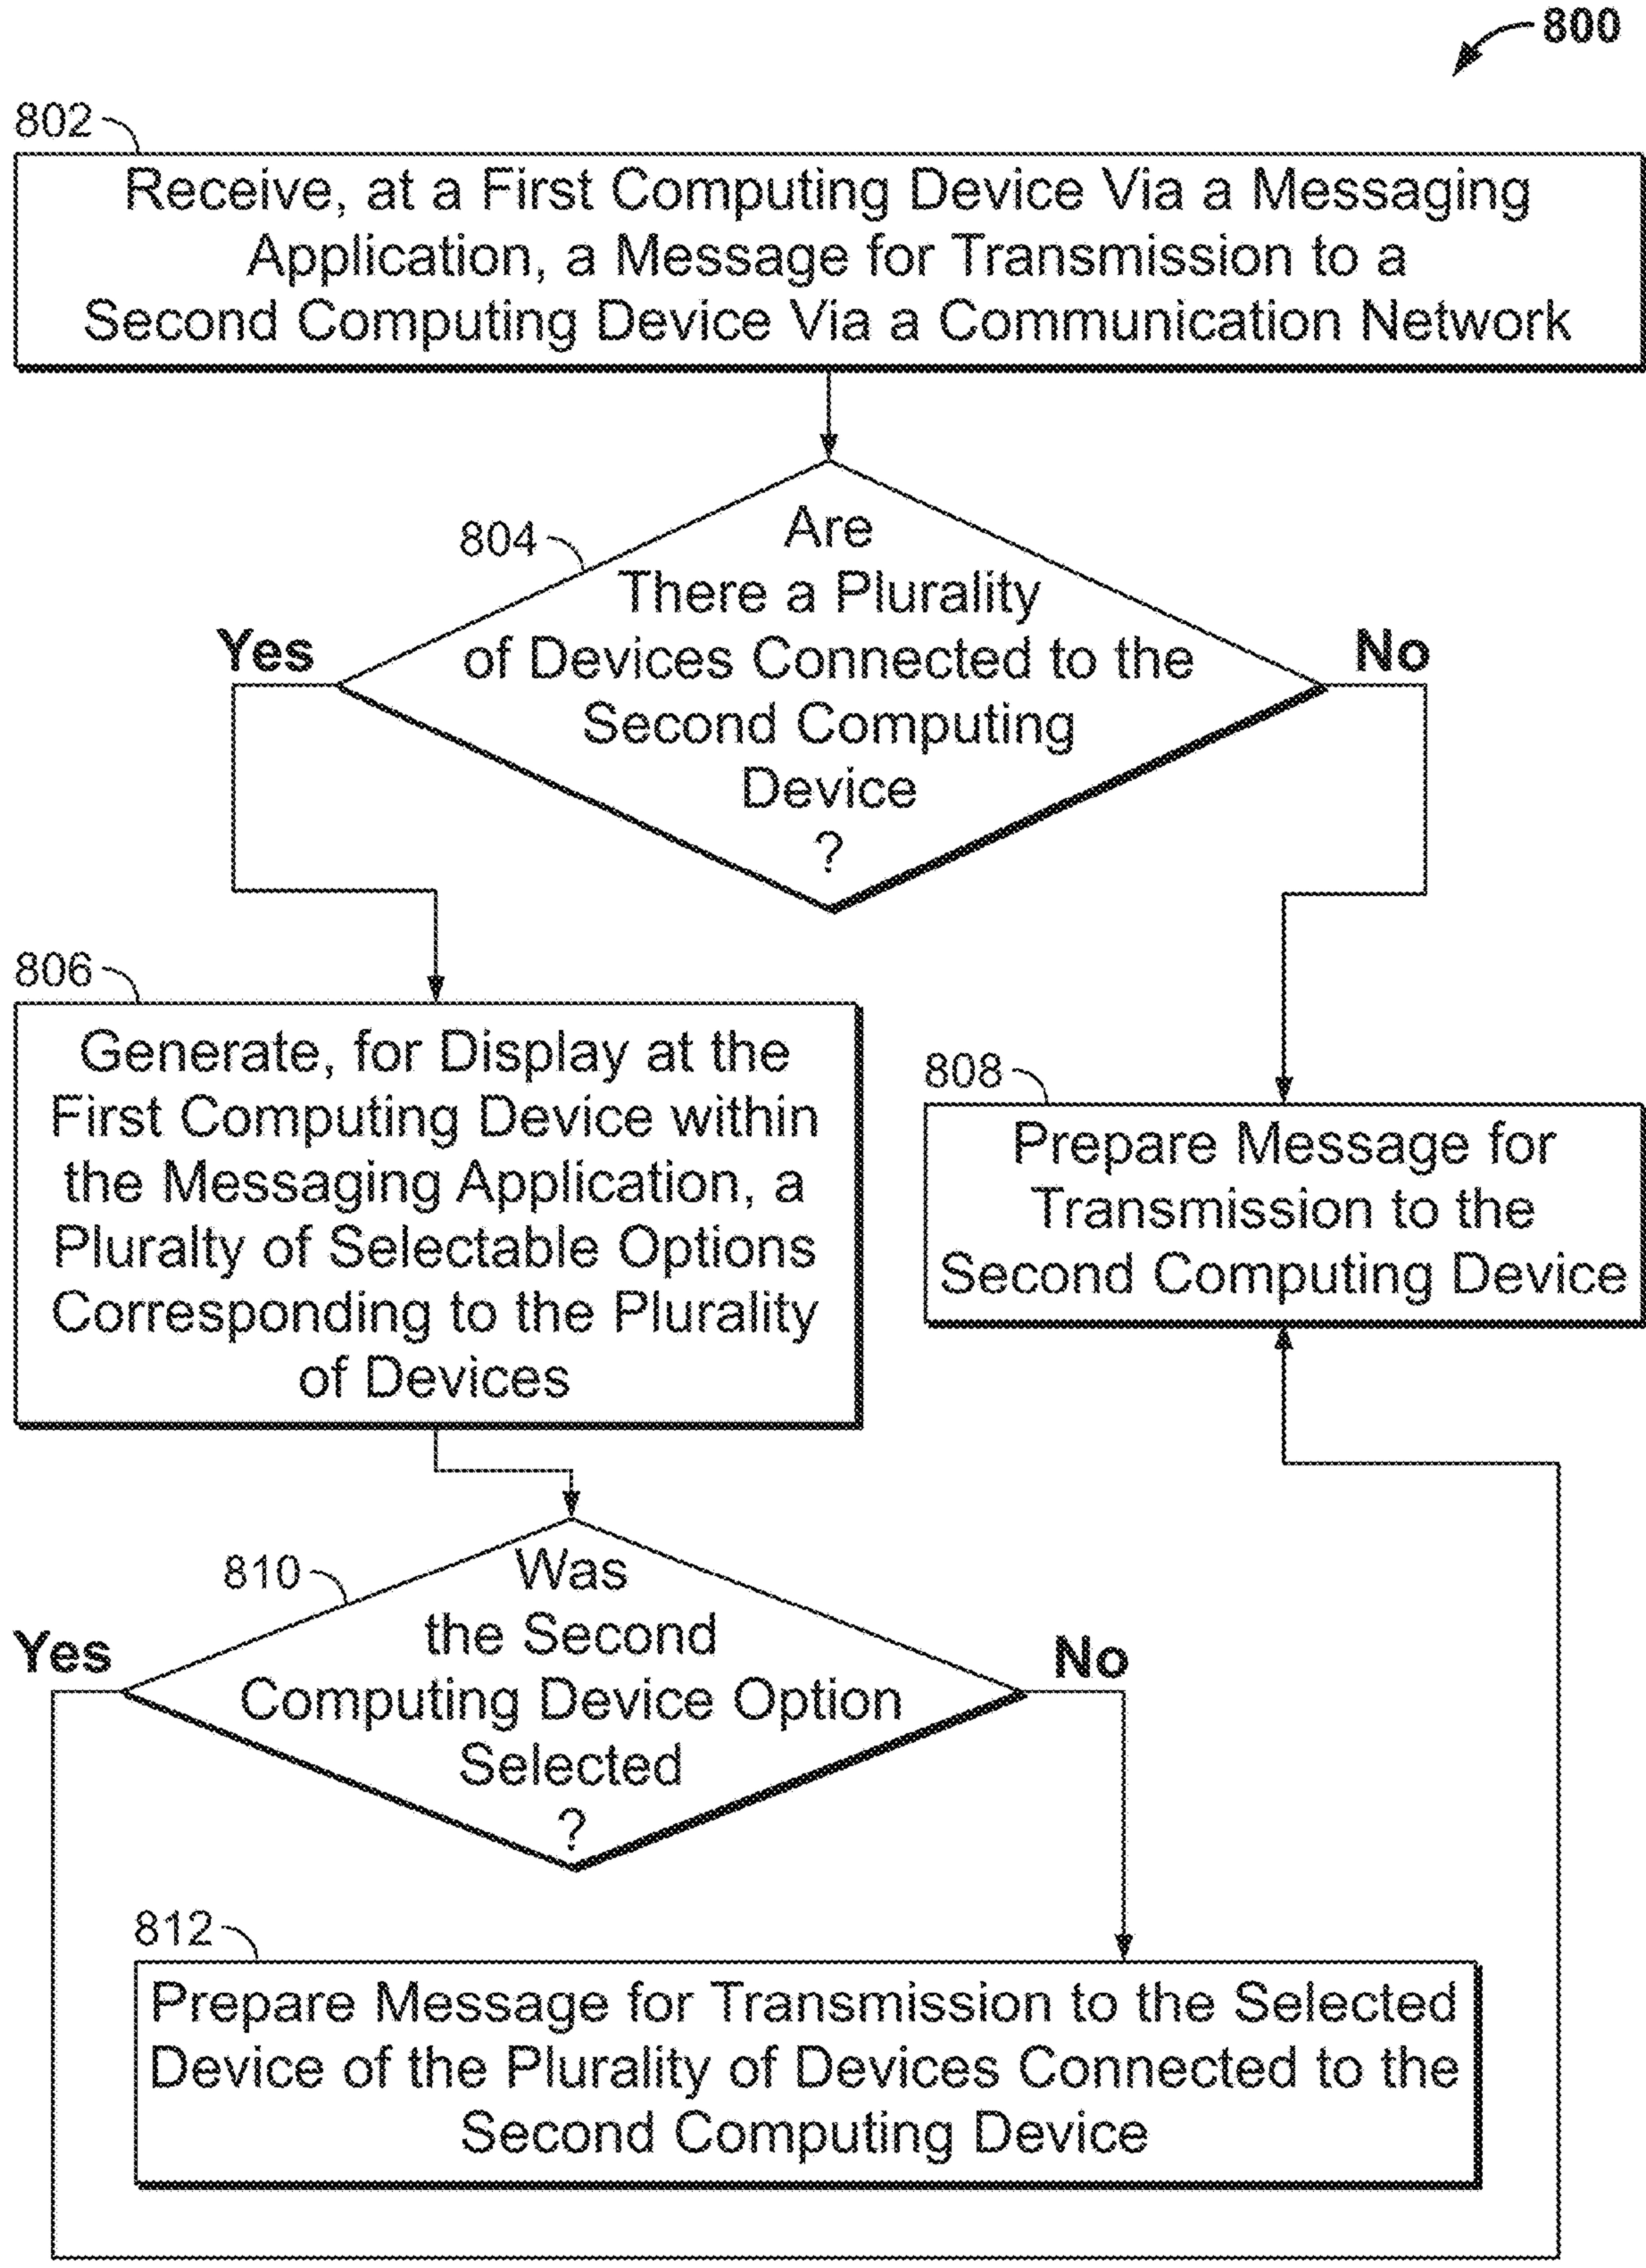 800
802
Receive, at a First Computing Device Via a Messaging
Application, a Message for Transmission to a
Second Computing Device Via a Communication Network
804
Are
There a Plurality
of Devices Connected to the
Second Computing
Device
?
Yes
No
806
Generate, for Display at the
First Computing Device within
the Messaging Application, a
Pluralty of Selectable Options
Corresponding to the Plurality
of Devices
808
Prepare Message for
Transmission to the
Second Computing Device
810
Was
the Second
Computing Device Option
Selected
?
Yes
No
812
Prepare Message for Transmission to the Selected
Device of the Plurality of Devices Connected to the
Second Computing Device